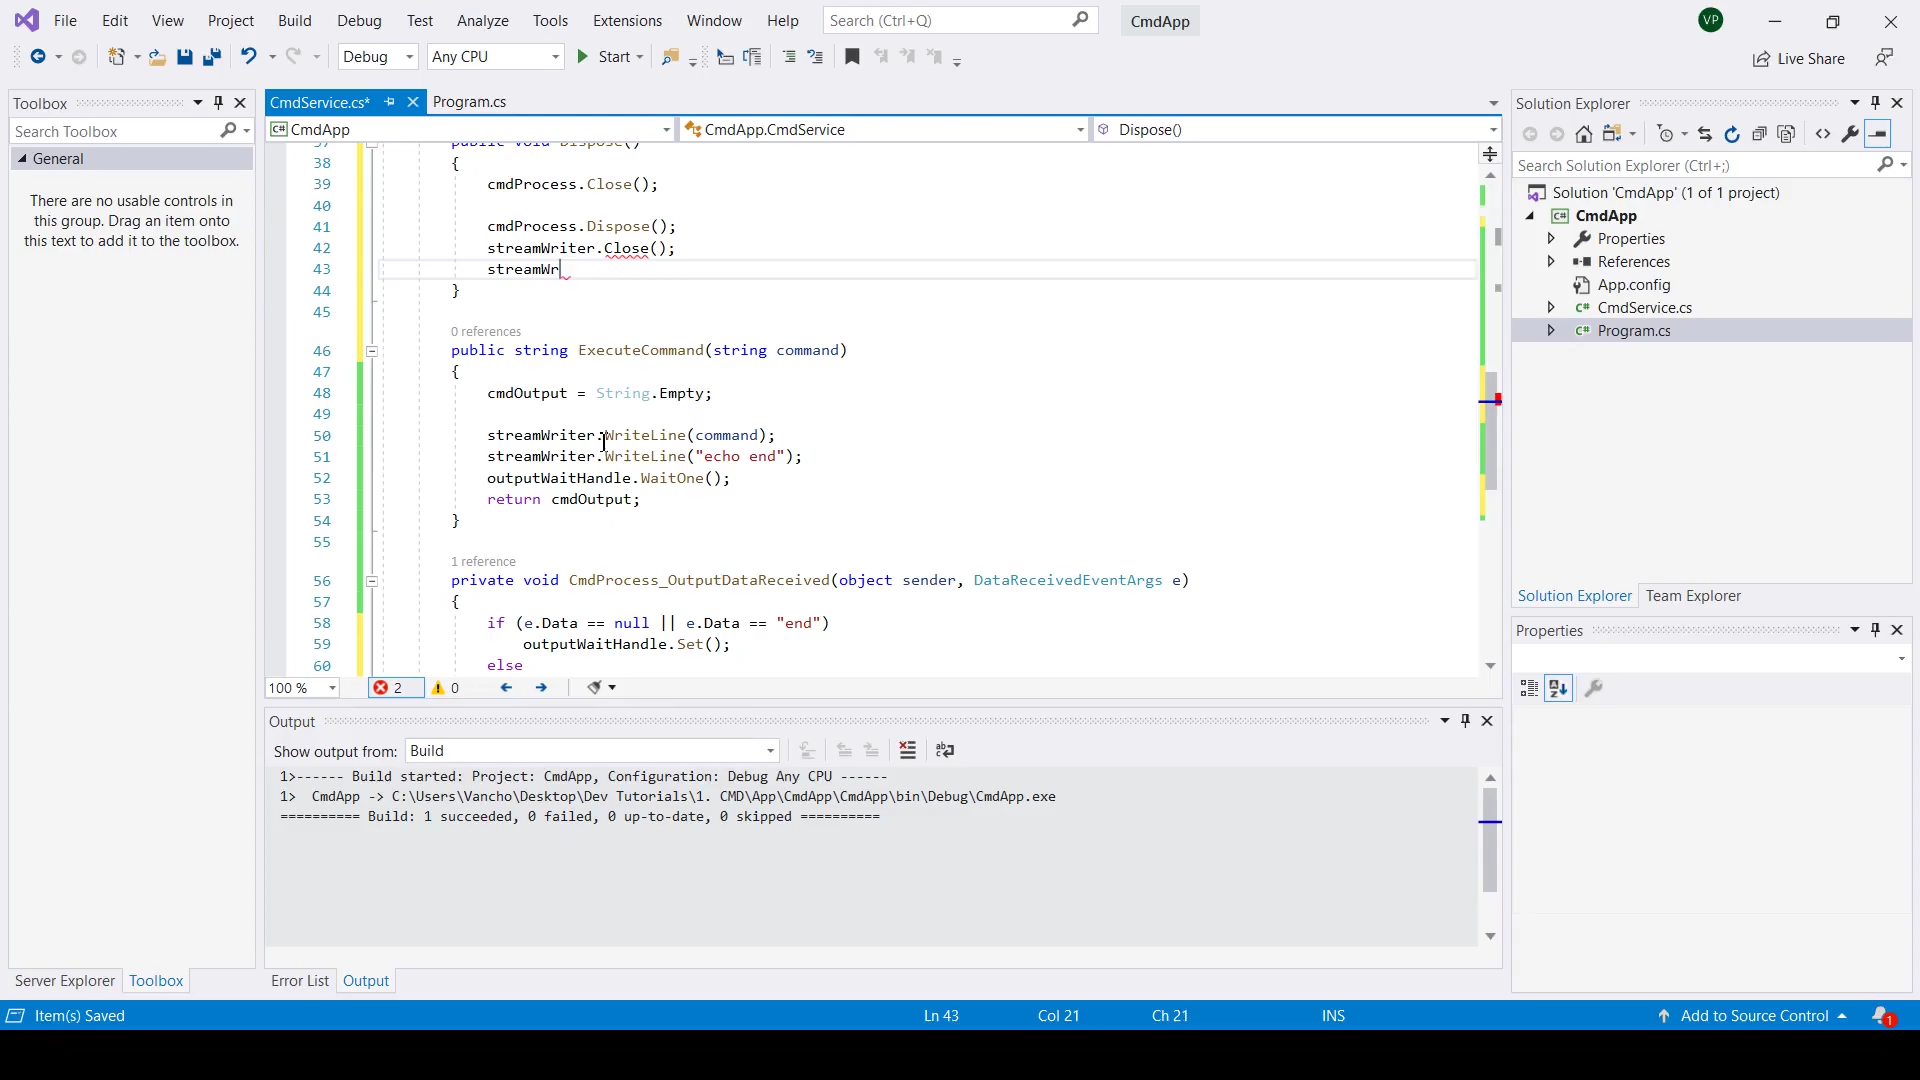 File Edit View Project Build Debug Test Analyze Tools Extensions Window Help Search (Ctrl+Q) CmdApp VP
Debug Any CPU Start Live Share
Toolbox
Search Toolbox
General
There are no usable controls in
this group. Drag an item onto
this text to add it to the toolbox.
Server Explorer Toolbox
CmdService.cs* Program.cs
C# CmdApp CmdApp.CmdService Dispose()
37 public void Dispose()
38 {
39 cmdProcess.Close();
40
41 cmdProcess.Dispose();
42 streamWriter.Close();
43 streamWr
44 }
45
0 references
46 public string ExecuteCommand(string command)
47 {
48 cmdOutput = String.Empty;
49
50 streamWriter.WriteLine(command);
51 streamWriter.WriteLine("echo end");
52 outputWaitHandle.WaitOne();
53 return cmdOutput;
54 }
55
1 reference
56 private void CmdProcess_OutputDataReceived(object sender, DataReceivedEventArgs e)
57 {
58 if (e.Data == null || e.Data == "end")
59 outputWaitHandle.Set();
60 else
100 % 2 0
Output
Show output from: Build
1>------ Build started: Project: CmdApp, Configuration: Debug Any CPU ------
1> CmdApp -> C:\Users\Vancho\Desktop\Dev Tutorials\1. CMD\App\CmdApp\CmdApp\bin\Debug\CmdApp.exe
========== Build: 1 succeeded, 0 failed, 0 up-to-date, 0 skipped ==========
Error List Output
Solution Explorer
Search Solution Explorer (Ctrl+;)
Solution 'CmdApp' (1 of 1 project)
C# CmdApp
Properties
References
App.config
C# CmdService.cs
C# Program.cs
Solution Explorer Team Explorer
Properties
Item(s) Saved Ln 43 Col 21 Ch 21 INS Add to Source Control 1